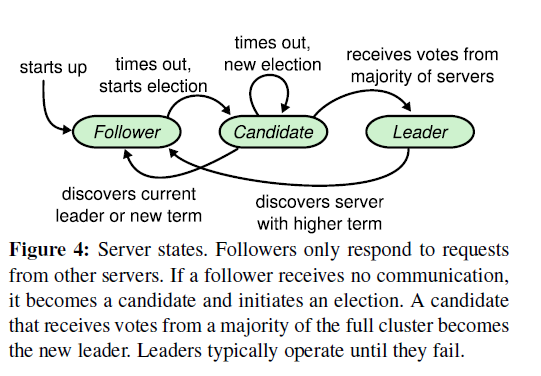 times out,
new election
receives votes from
majority of servers
times out,
starts election
starts up
Follower
Candidate
Leader
discovers current
leader or new term
discovers server
with higher term
Figure 4: Server states. Followers only respond to requests
from other servers. If a follower receives no communication,
it becomes a candidate and initiates an election. A candidate
that receives votes from a majority of the full cluster becomes
the new leader. Leaders typically operate until they fail.